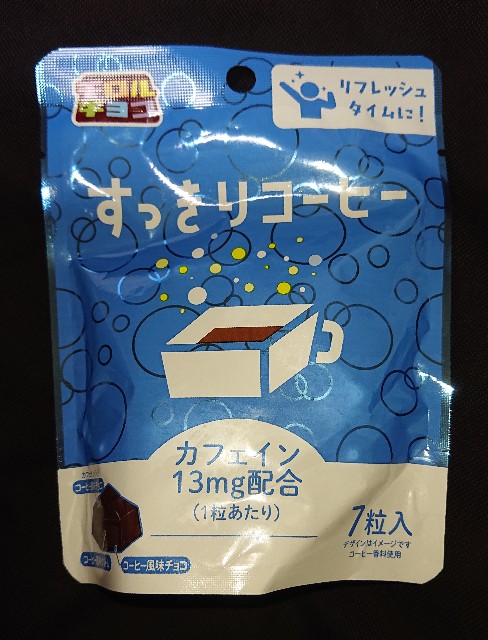 チロル
チョコ
リフレッシュ
タイムに!
すっきりコーヒー
カフェイン
13mg配合
(1粒あたり)
7粒入
デザインはイメージです
コーヒー香料使用
コーヒー風味チョコ